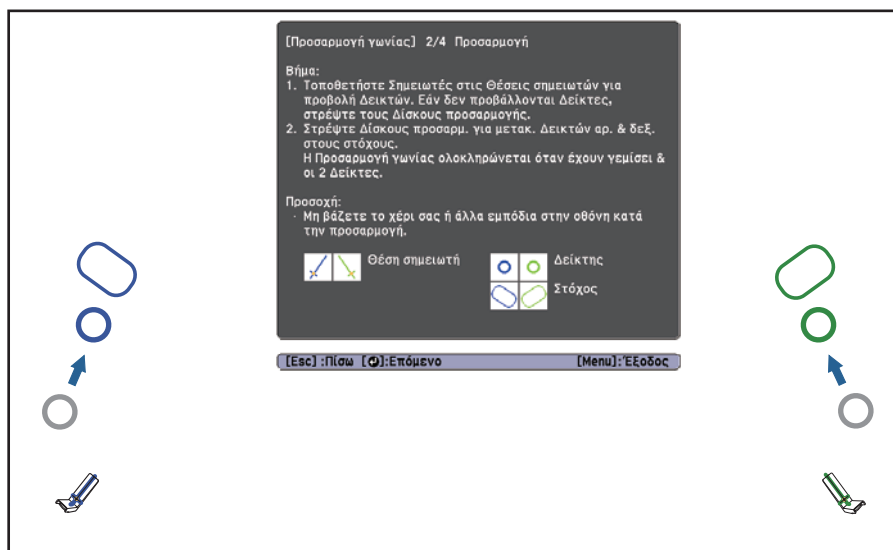 [Προσαρμογή γωνίας] 2/4 Προσαρμογή
Βήμα:
1. Τοποθετήστε Σημειωτές στις Θέσεις σημειωτών για
προβολή Δεικτών. Εάν δεν προβάλλονται Δείκτες,
στρέψτε τους Δίσκους προσαρμογής.
2. Στρέψτε Δίσκους προσαρμ. για μετακ. Δεικτών αρ. & δεξ.
στους στόχους.
Η Προσαρμογή γωνίας ολοκληρώνεται όταν έχουν γεμίσει &
οι 2 Δείκτες.
Προσοχή:
· Μη βάζετε το χέρι σας ή άλλα εμπόδια στην οθόνη κατά
την προσαρμογή.
Θέση σημειωτή
Δείκτης
Στόχος
[Esc] :Πίσω [⏎]:Επόμενο [Menu]:Έξοδος